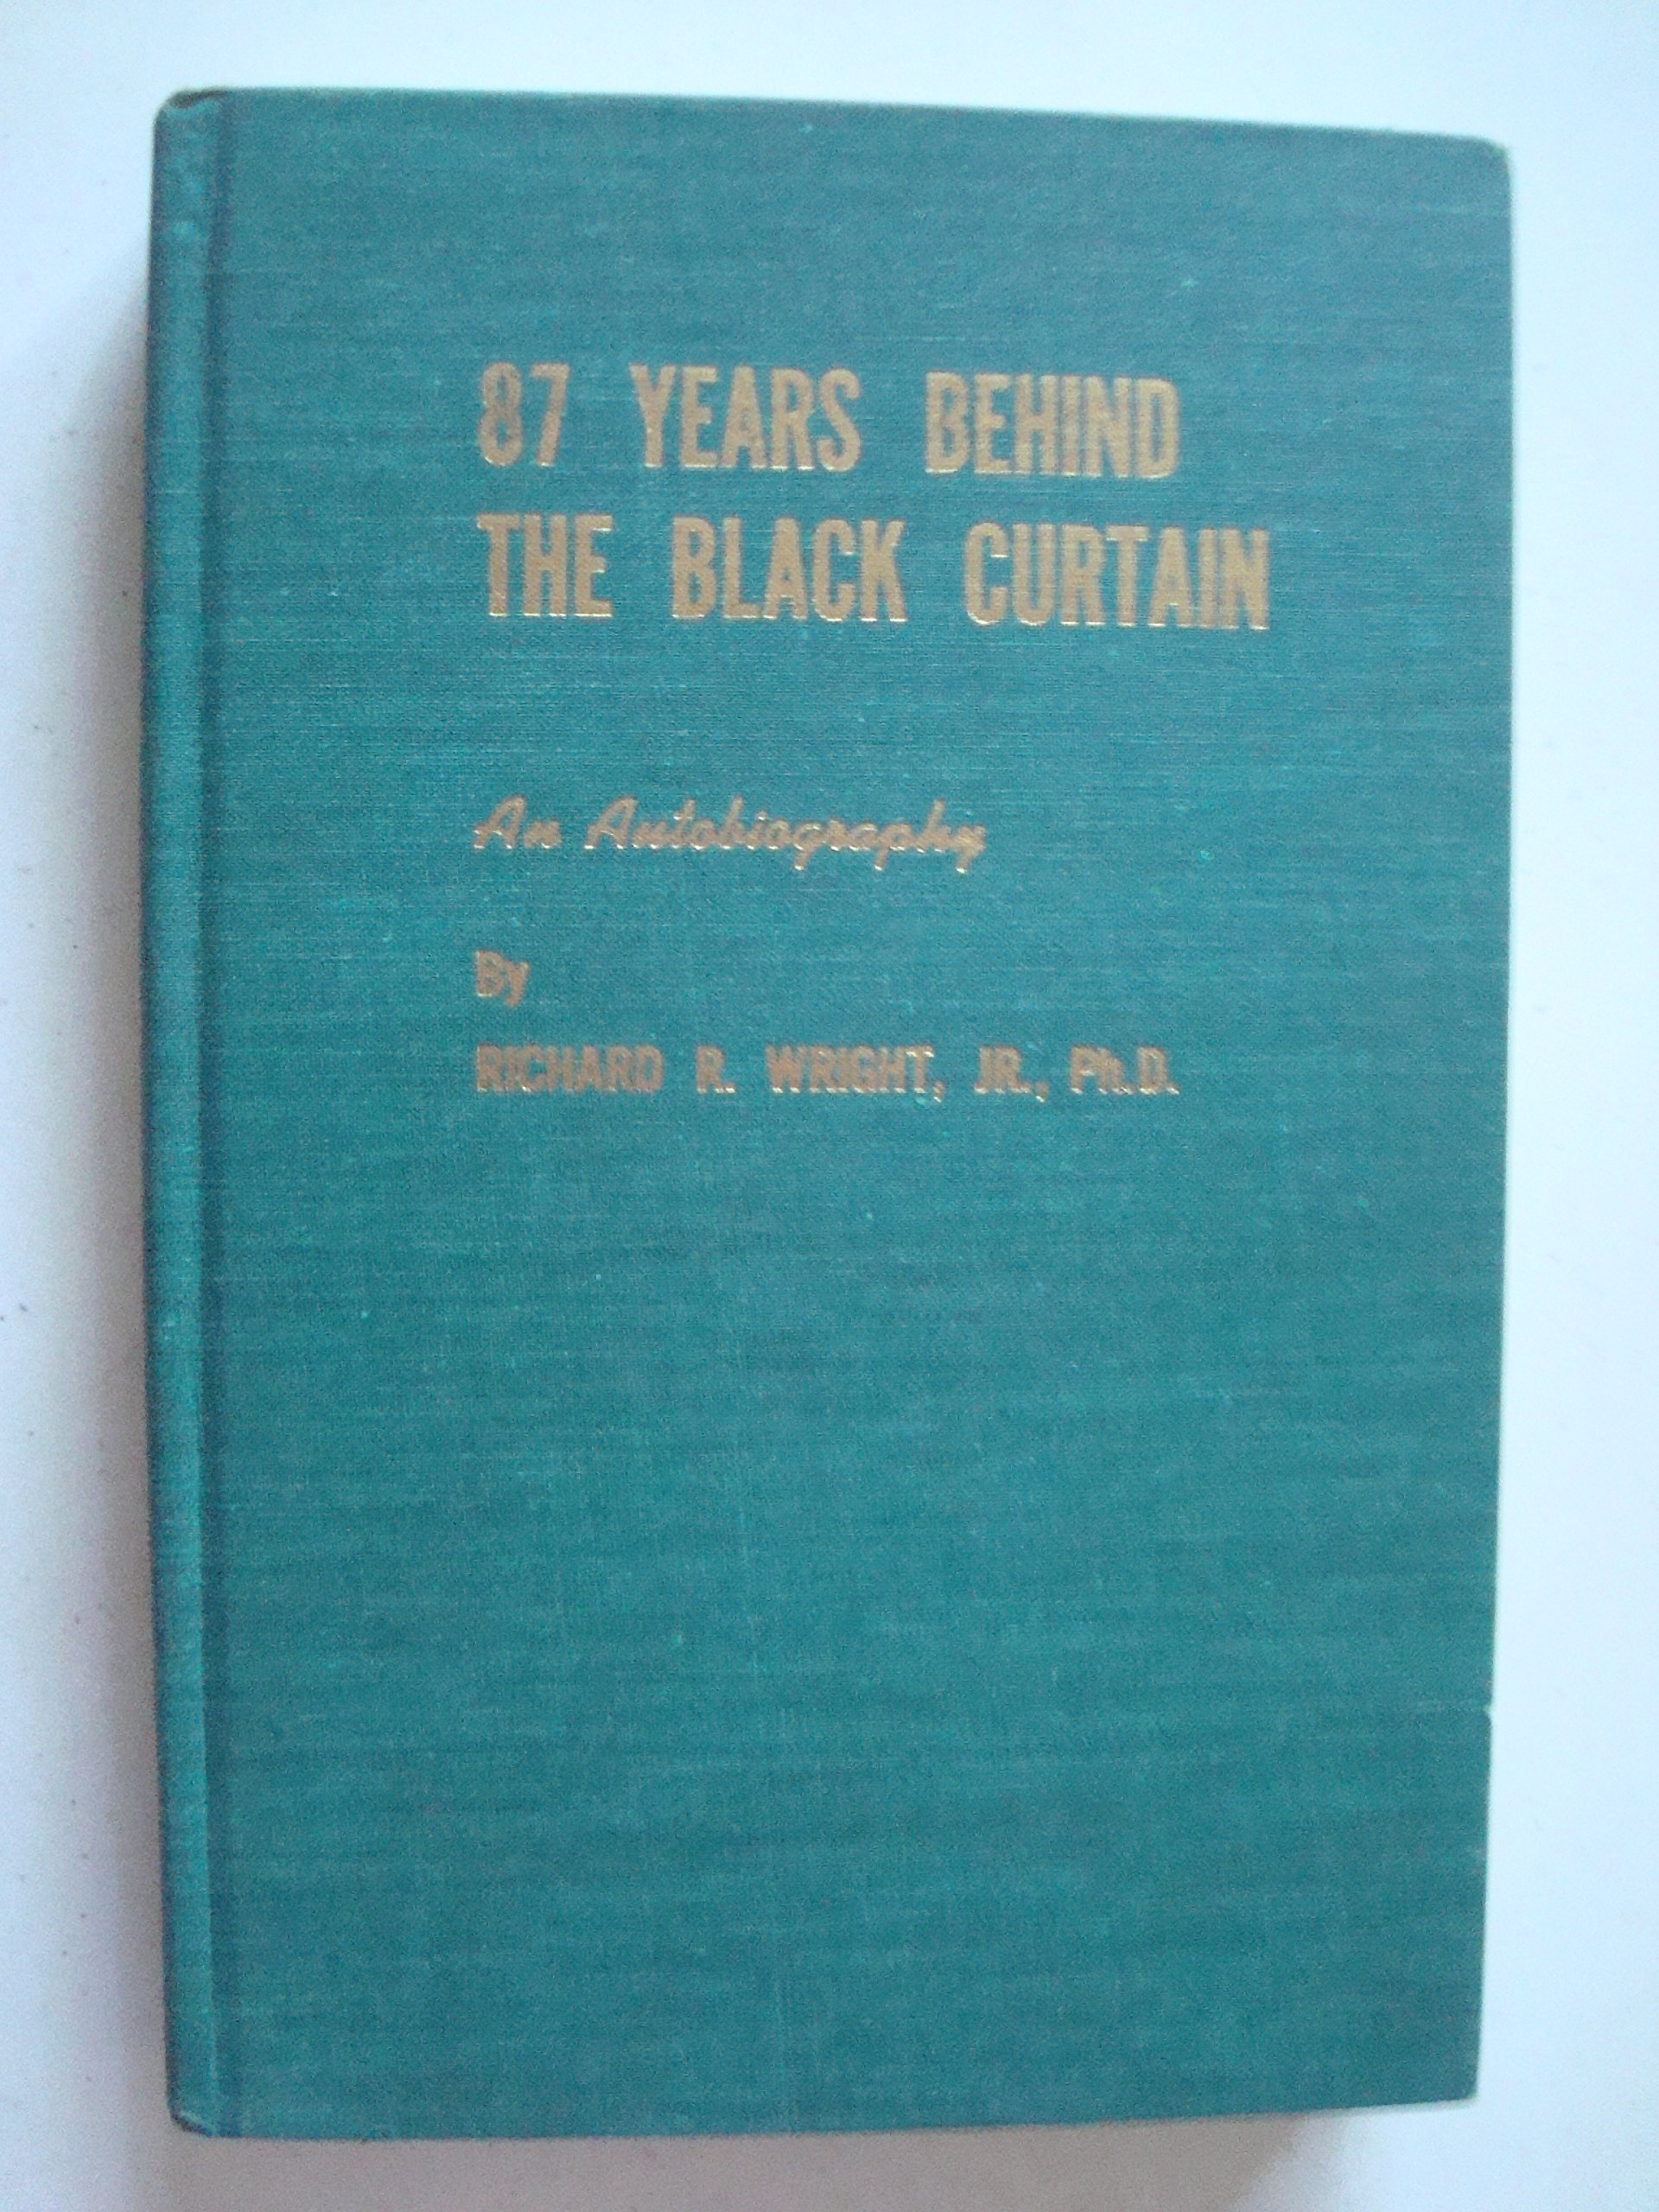 87 YEARS BEHIND
THE BLACK CURTAIN
An Autobiography
By
RICHARD R. WRIGHT, JR., Ph.D.